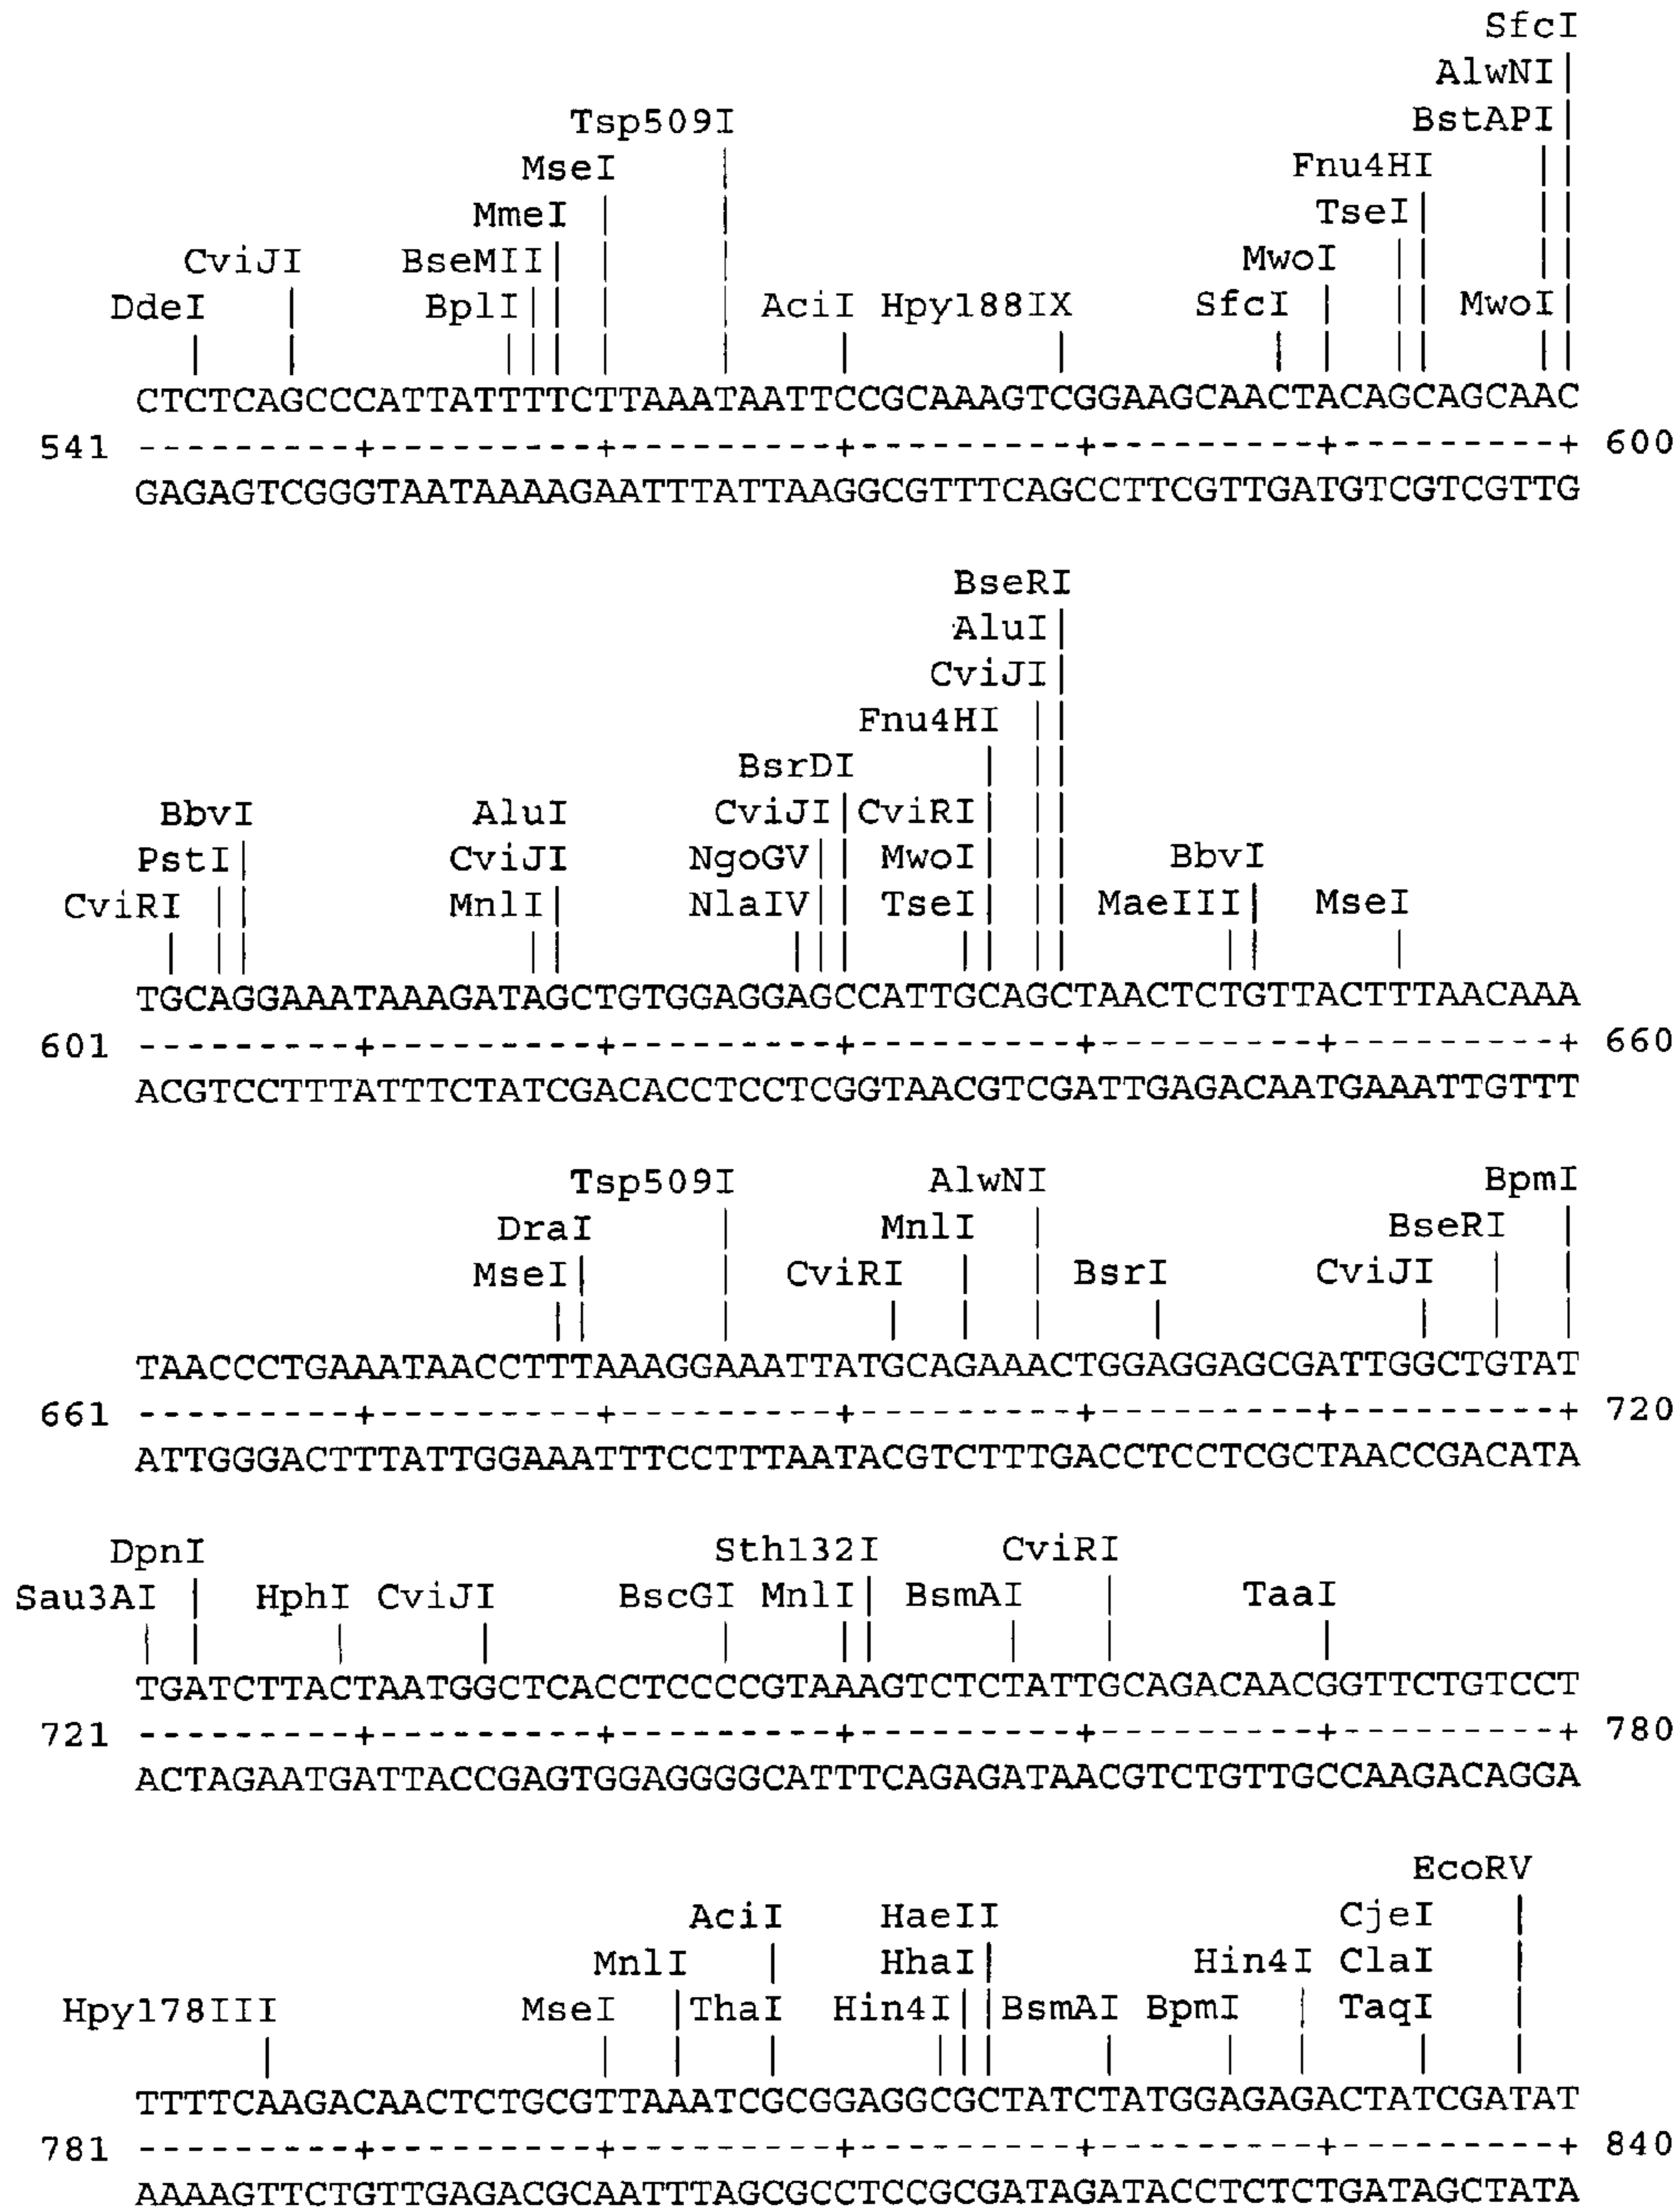 SfcI
AlwNI|
Tsp509I BstAPI|
MseI | Fnu4HI ||
MmeI | | TseI| ||
CviJI BseMII| | | MwoI || ||
DdeI | BplI|| | | AciI Hpy188IX SfcI | || MwoI||
| | ||| | | | | | | || ||
CTCTCAGCCCATTATTTTCTTAAATAATTCCGCAAAGTCGGAAGCAACTACAGCAGCAAC
541 ---------+---------+---------+---------+---------+---------+ 600
GAGAGTCGGGTAATAAAAGAATTTATTAAGGCGTTTCAGCCTTCGTTGATGTCGTCGTTG
BseRI
AluI|
CviJI|
Fnu4HI ||
BsrDI | ||
BbvI AluI CviJI|CviRI| ||
PstI| CviJI NgoGV|| MwoI| || BbvI
CviRI || MnlI| NlaIV|| TseI| || MaeIII| MseI
| || || ||| || || || |
TGCAGGAAATAAAGATAGCTGTGGAGGAGCCATTGCAGCTAACTCTGTTACTTTAACAAA
601 ---------+---------+---------+---------+---------+---------+ 660
ACGTCCTTTATTTCTATCGACACCTCCTCGGTAACGTCGATTGAGACAATGAAATTGTTT
Tsp509I AlwNI BpmI
DraI | MnlI | BseRI |
MseI| | CviRI | | BsrI CviJI | |
|| | | | | | | | |
TAACCCTGAAATAACCTTTAAAGGAAATTATGCAGAAACTGGAGGAGCGATTGGCTGTAT
661 ---------+---------+---------+---------+---------+---------+ 720
ATTGGGACTTTATTGGAAATTTCCTTTAATACGTCTTTGACCTCCTCGCTAACCGACATA
DpnI Sth132I CviRI
Sau3AI | HphI CviJI BscGI MnlI| BsmAI | TaaI
| | | | | || | | |
TGATCTTACTAATGGCTCACCTCCCCGTAAAGTCTCTATTGCAGACAACGGTTCTGTCCT
721 ---------+---------+---------+---------+---------+---------+ 780
ACTAGAATGATTACCGAGTGGAGGGGCATTTCAGAGATAACGTCTGTTGCCAAGACAGGA
EcoRV
AciI HaeII CjeI |
MnlI | HhaI| Hin4I ClaI |
Hpy178III MseI |ThaI Hin4I|| BsmAI BpmI | TaqI |
| | | | ||| | | | | |
TTTTCAAGACAACTCTGCGTTAAATCGCGGAGGCGCTATCTATGGAGAGACTATCGATAT
781 ---------+---------+---------+---------+---------+---------+ 840
AAAAGTTCTGTTGAGACGCAATTTAGCGCCTCCGCGATAGATACCTCTCTGATAGCTATA